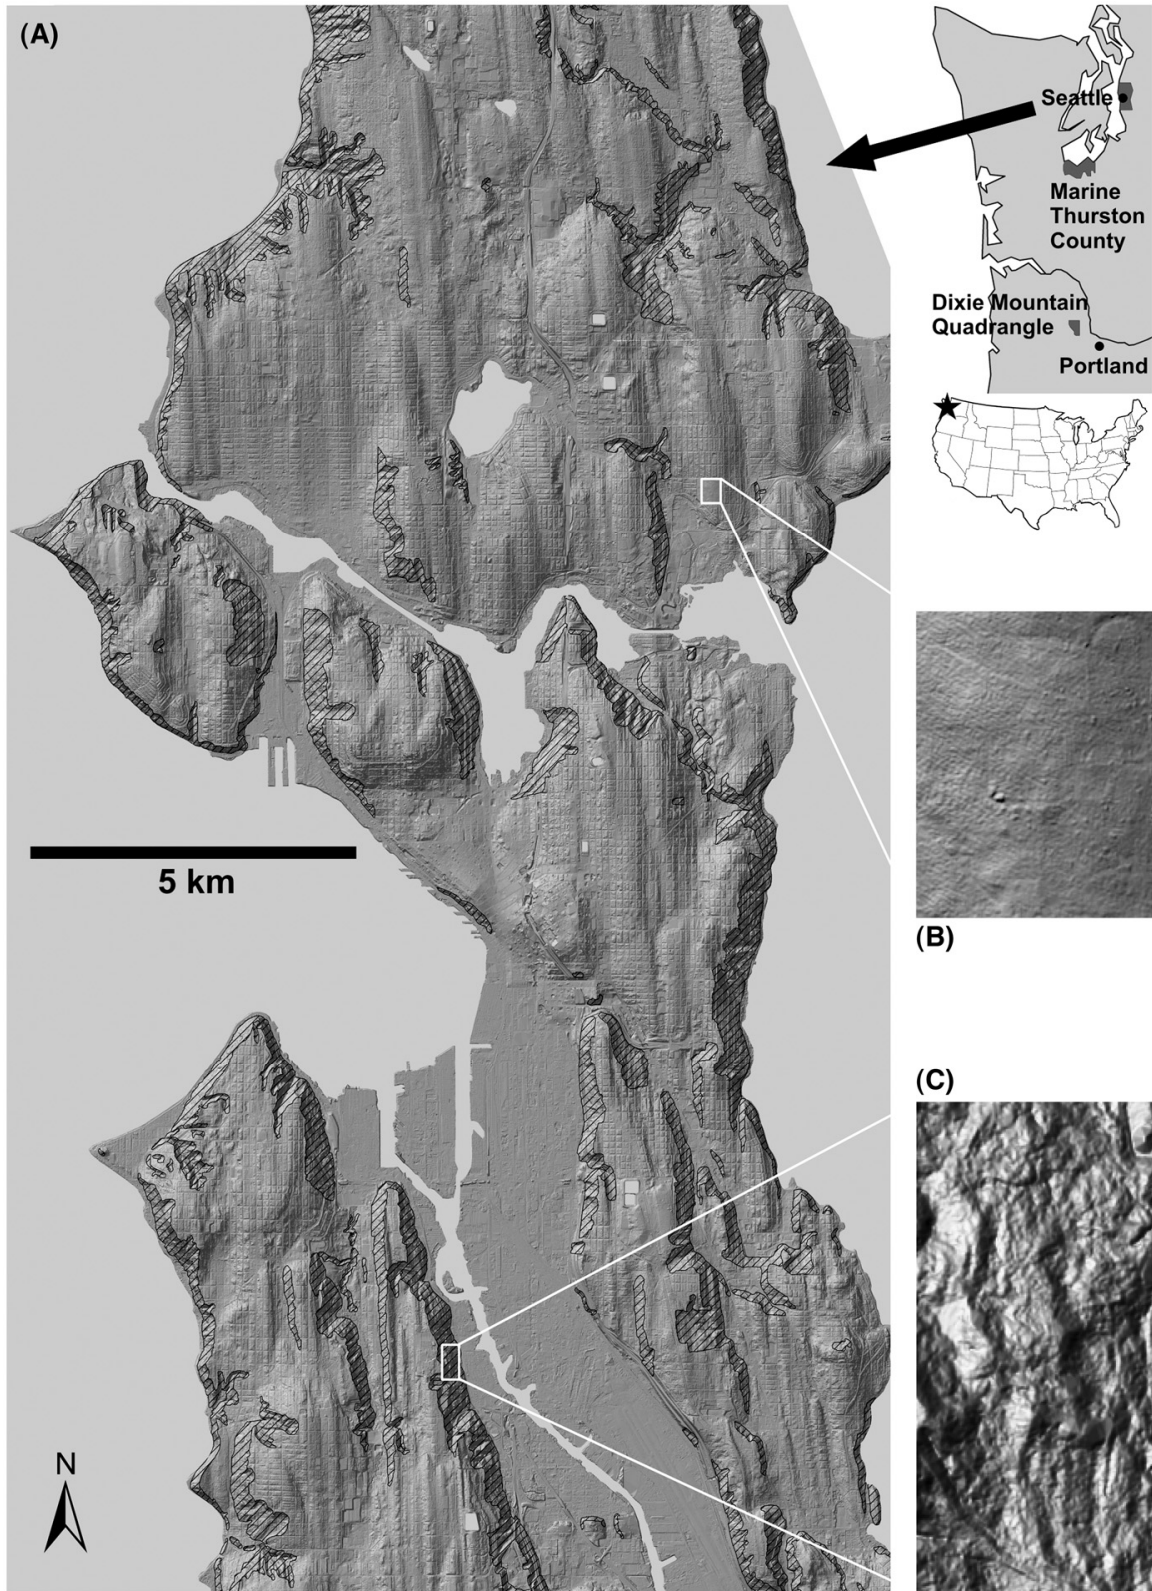 (A)
Seattle
Marine
Thurston
County
Dixie Mountain
Quadrangle
Portland
5 km
(B)
(C)
N